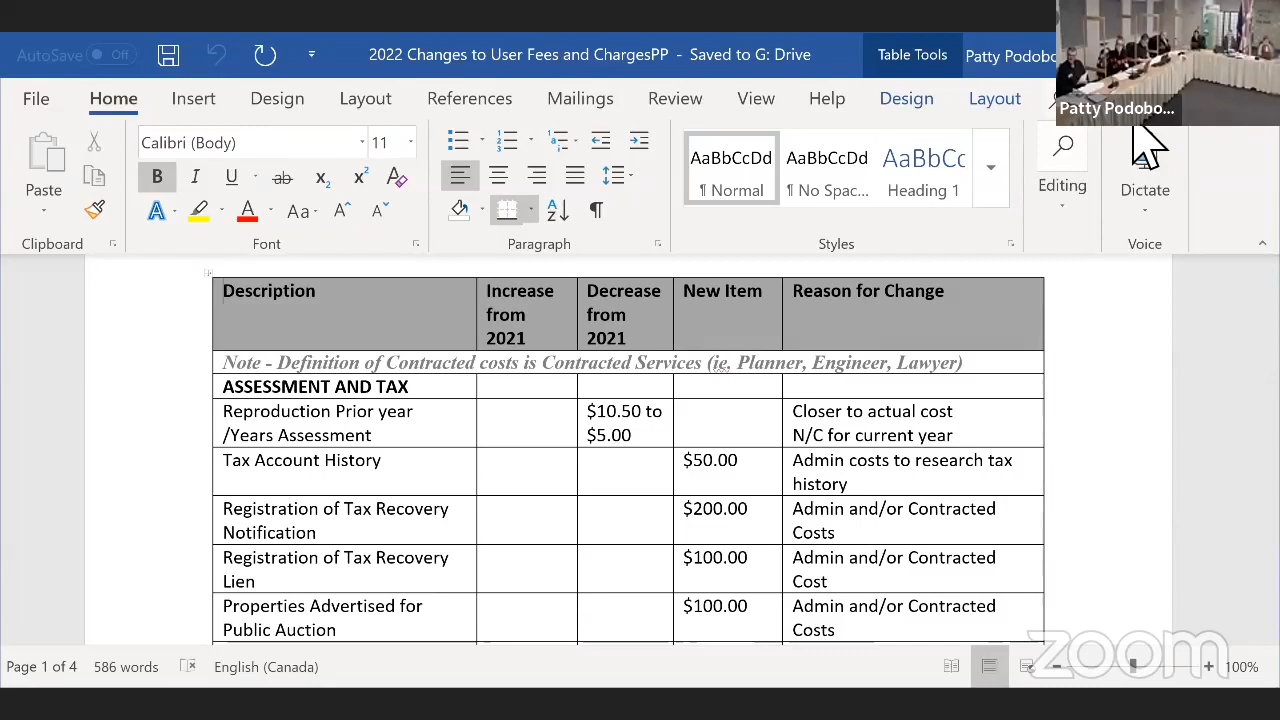 AutoSave Off 2022 Changes to User Fees and ChargesPP - Saved to G: Drive Table Tools Patty Podobo
Patty Podobo...
File Home Insert Design Layout References Mailings Review View Help Design Layout
Calibri (Body) 11
Paste
B I U ab x2 x2 A
A A Aa A A
AaBbCcDd AaBbCcDd AaBbCc
¶ Normal ¶ No Spac... Heading 1
Editing Dictate
Clipboard Font Paragraph Styles Voice
Description Increase from 2021 Decrease from 2021 New Item Reason for Change
Note - Definition of Contracted costs is Contracted Services (ie, Planner, Engineer, Lawyer)
ASSESSMENT AND TAX
Reproduction Prior year $10.50 to Closer to actual cost
/Years Assessment $5.00 N/C for current year
Tax Account History $50.00 Admin costs to research tax
history
Registration of Tax Recovery $200.00 Admin and/or Contracted
Notification Costs
Registration of Tax Recovery $100.00 Admin and/or Contracted
Lien Cost
Properties Advertised for $100.00 Admin and/or Contracted
Public Auction Costs
zoom
Page 1 of 4 586 words English (Canada) 100%